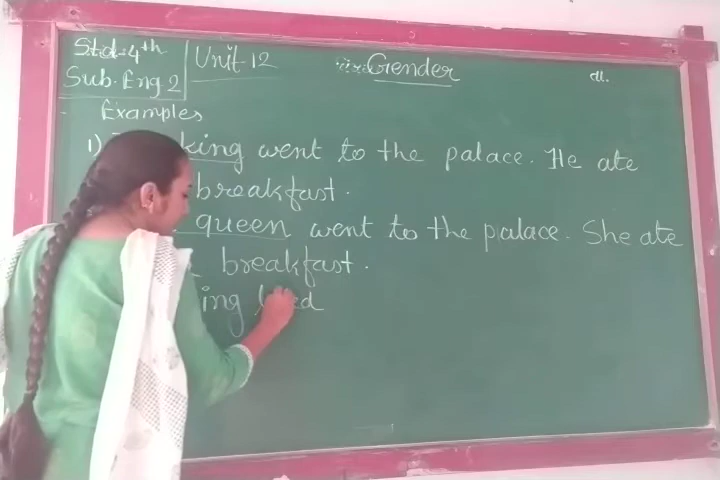 Std-4th
Sub. Eng 2
Unit-12
Gender
Examples
1) king went to the palace. He ate
breakfast.
queen went to the palace. She ate
breakfast.
ing